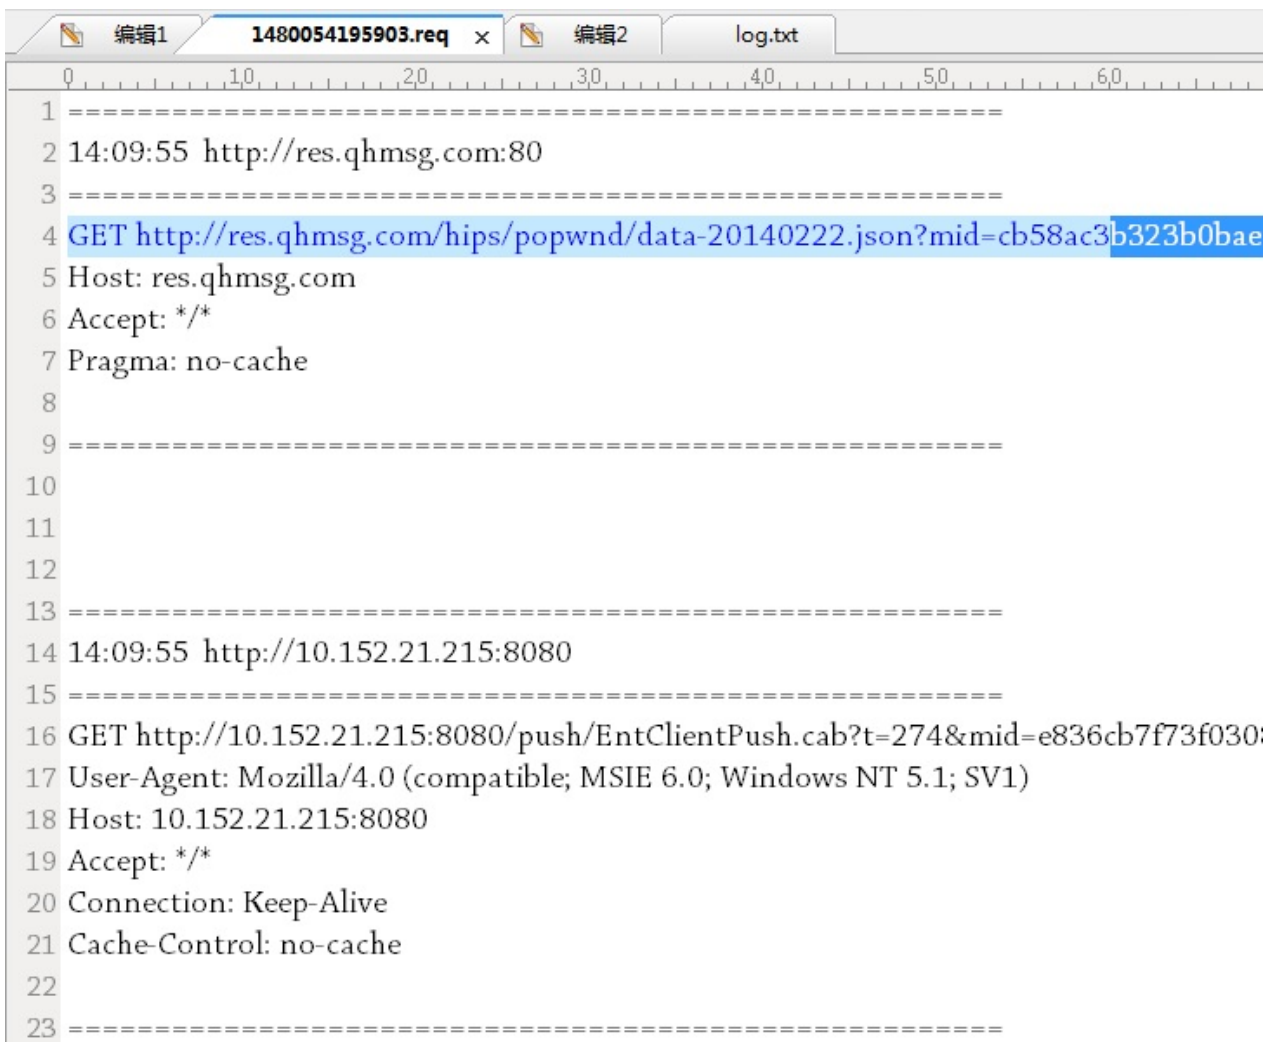 编辑1 1480054195903.req x 编辑2 log.txt
0 10 20 30 40 50 60
1 ======================================================
2 14:09:55 http://res.qhmsg.com:80
3 ======================================================
4 GET http://res.qhmsg.com/hips/popwnd/data-20140222.json?mid=cb58ac3b323b0bae
5 Host: res.qhmsg.com
6 Accept: */*
7 Pragma: no-cache
8
9 ======================================================
10
11
12
13 ======================================================
14 14:09:55 http://10.152.21.215:8080
15 ======================================================
16 GET http://10.152.21.215:8080/push/EntClientPush.cab?t=274&mid=e836cb7f73f0308
17 User-Agent: Mozilla/4.0 (compatible; MSIE 6.0; Windows NT 5.1; SV1)
18 Host: 10.152.21.215:8080
19 Accept: */*
20 Connection: Keep-Alive
21 Cache-Control: no-cache
22
23 ======================================================